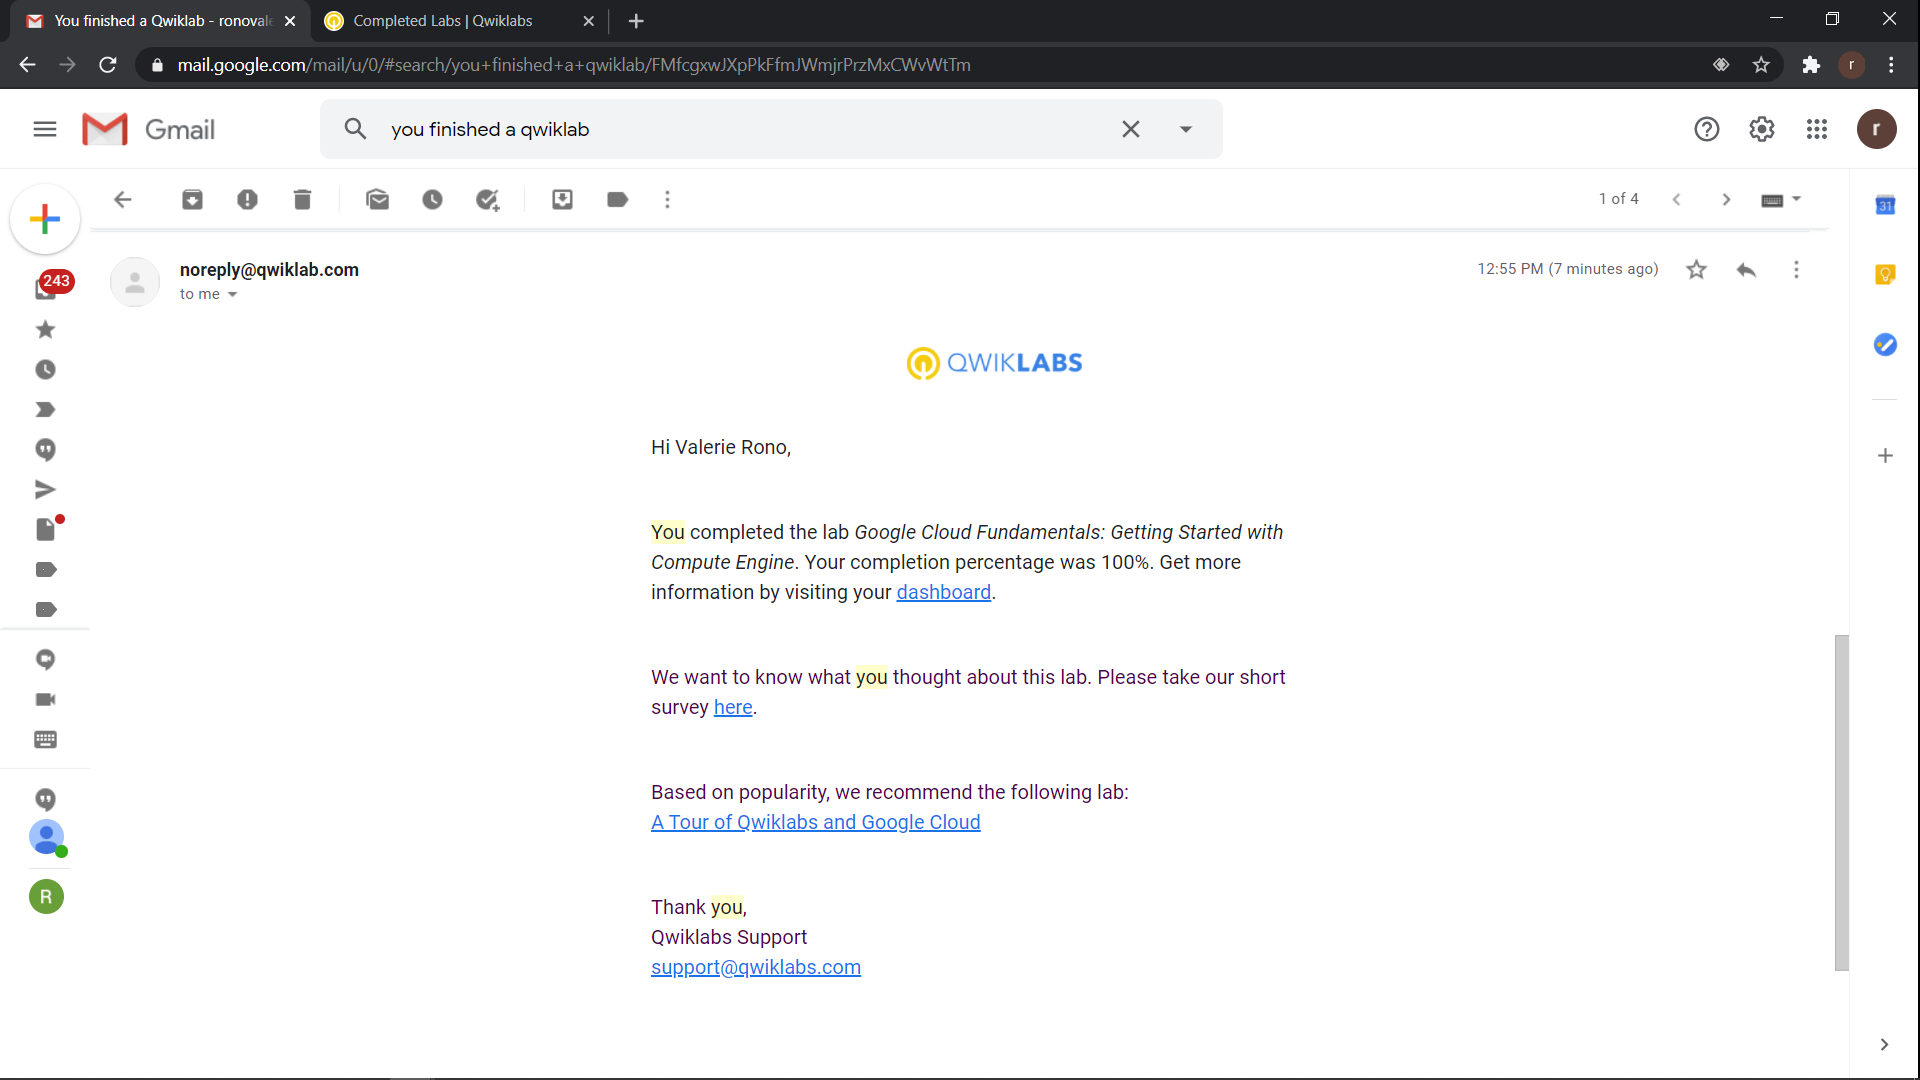 You finished a Qwiklab - ronovale
Completed Labs | Qwiklabs
mail.google.com/mail/u/0/#search/you+finished+a+qwiklab/FMfcgxwJXpPkFfmJWmjrPrzMxCWvWtTm
r
Gmail
you finished a qwiklab
r
1 of 4
31
243
noreply@qwiklab.com
12:55 PM (7 minutes ago)
to me
QWIKLABS
Hi Valerie Rono,
You completed the lab Google Cloud Fundamentals: Getting Started with
Compute Engine. Your completion percentage was 100%. Get more
information by visiting your dashboard.
We want to know what you thought about this lab. Please take our short
survey here.
Based on popularity, we recommend the following lab:
A Tour of Qwiklabs and Google Cloud
R
Thank you,
Qwiklabs Support
support@qwiklabs.com